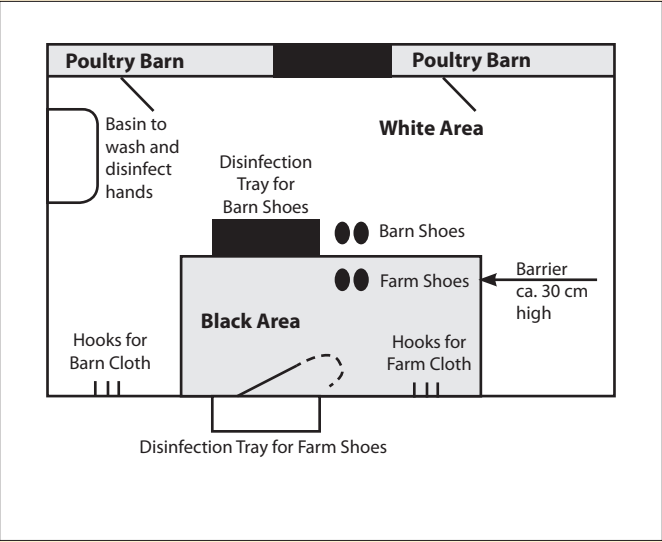 Poultry Barn
Poultry Barn
Basin to
wash and
disinfect
hands
White Area
Disinfection
Tray for
Barn Shoes
Barn Shoes
Farm Shoes
Barrier
ca. 30 cm
high
Black Area
Hooks for
Barn Cloth
Hooks for
Farm Cloth
Disinfection Tray for Farm Shoes